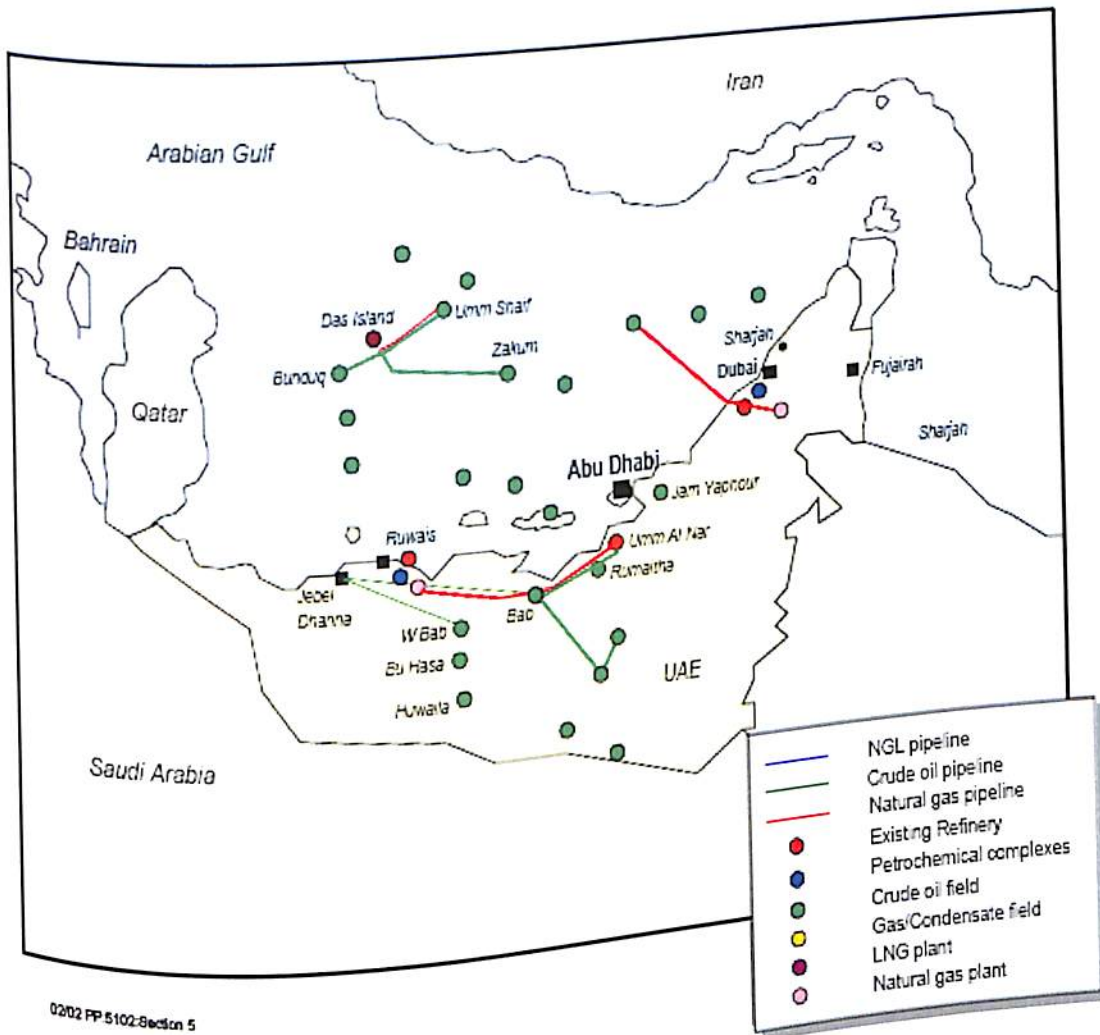 Iran
Arabian Gulf
Bahrain
Das Island
Umm Shaif
Sharjan
Zakum
Dubai
Bunduq
Fujairah
Qatar
Sharjan
Abu Dhabi
Jarn Yaphour
Ruwais
Umm Al Nar
Rumaitha
Jebel
Dhanna
Bab
W Bab
Bu Hasa
UAE
Huwaila
Saudi Arabia
NGL pipeline
Crude oil pipeline
Natural gas pipeline
Existing Refinery
Petrochemical complexes
Crude oil field
Gas/Condensate field
LNG plant
Natural gas plant
02/02 PP.5102:Section 5